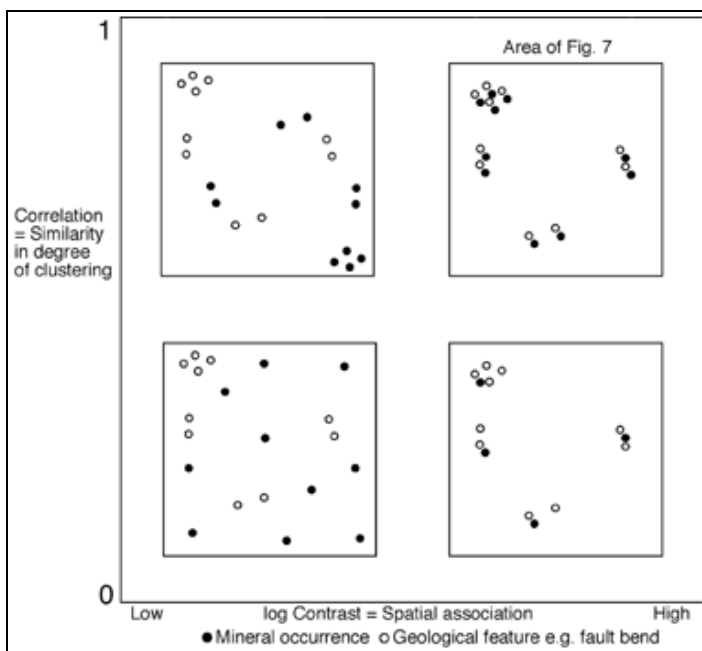 1
Area of Fig. 7
Correlation
= Similarity
in degree
of clustering
0
Low log Contrast = Spatial association High
●Mineral occurrence ○Geological feature e.g. fault bend